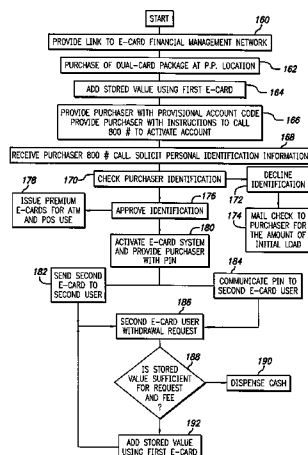 START
160
PROVIDE LINK TO E-CARD FINANCIAL MANAGEMENT NETWORK
PURCHASE OF DUAL-CARD PACKAGE AT P.P. LOCATION
162
ADD STORED VALUE USING FIRST E-CARD
164
PROVIDE PURCHASER WITH PROVISIONAL ACCOUNT CODE
PROVIDE PURCHASER WITH INSTRUCTIONS TO CALL
800 # TO ACTIVATE ACCOUNT
166
168
RECEIVE PURCHASER 800 # CALL SOLICIT PERSONAL IDENTIFICATION INFORMATION
170
CHECK PURCHASER IDENTIFICATION
DECLINE
IDENTIFICATION
172
178
176
ISSUE PREMIUM
E-CARDS FOR ATM
AND POS USE
APPROVE IDENTIFICATION
174
MAIL CHECK TO
PURCHASER FOR
THE AMOUNT OF
INITIAL LOAD
180
ACTIVATE E-CARD SYSTEM
AND PROVIDE PURCHASER
WITH PIN
182
184
SEND SECOND
E-CARD TO
SECOND USER
COMMUNICATE PIN TO
SECOND E-CARD USER
186
SECOND E-CARD USER
WITHDRAWAL REQUEST
188
IS STORED
VALUE SUFFICIENT
FOR REQUEST
AND FEE
?
190
DISPENSE CASH
192
ADD STORED VALUE
USING FIRST E-CARD